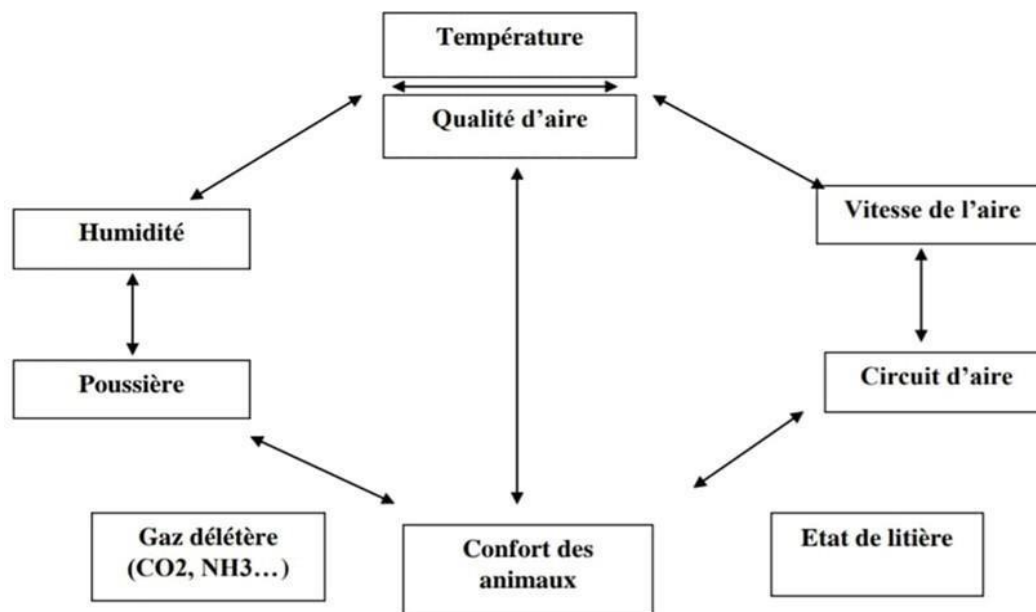 Température
Qualité d'aire
Humidité
Vitesse de l'aire
Poussière
Circuit d'aire
Gaz délétère
(CO2, NH3…)
Confort des
animaux
Etat de litière